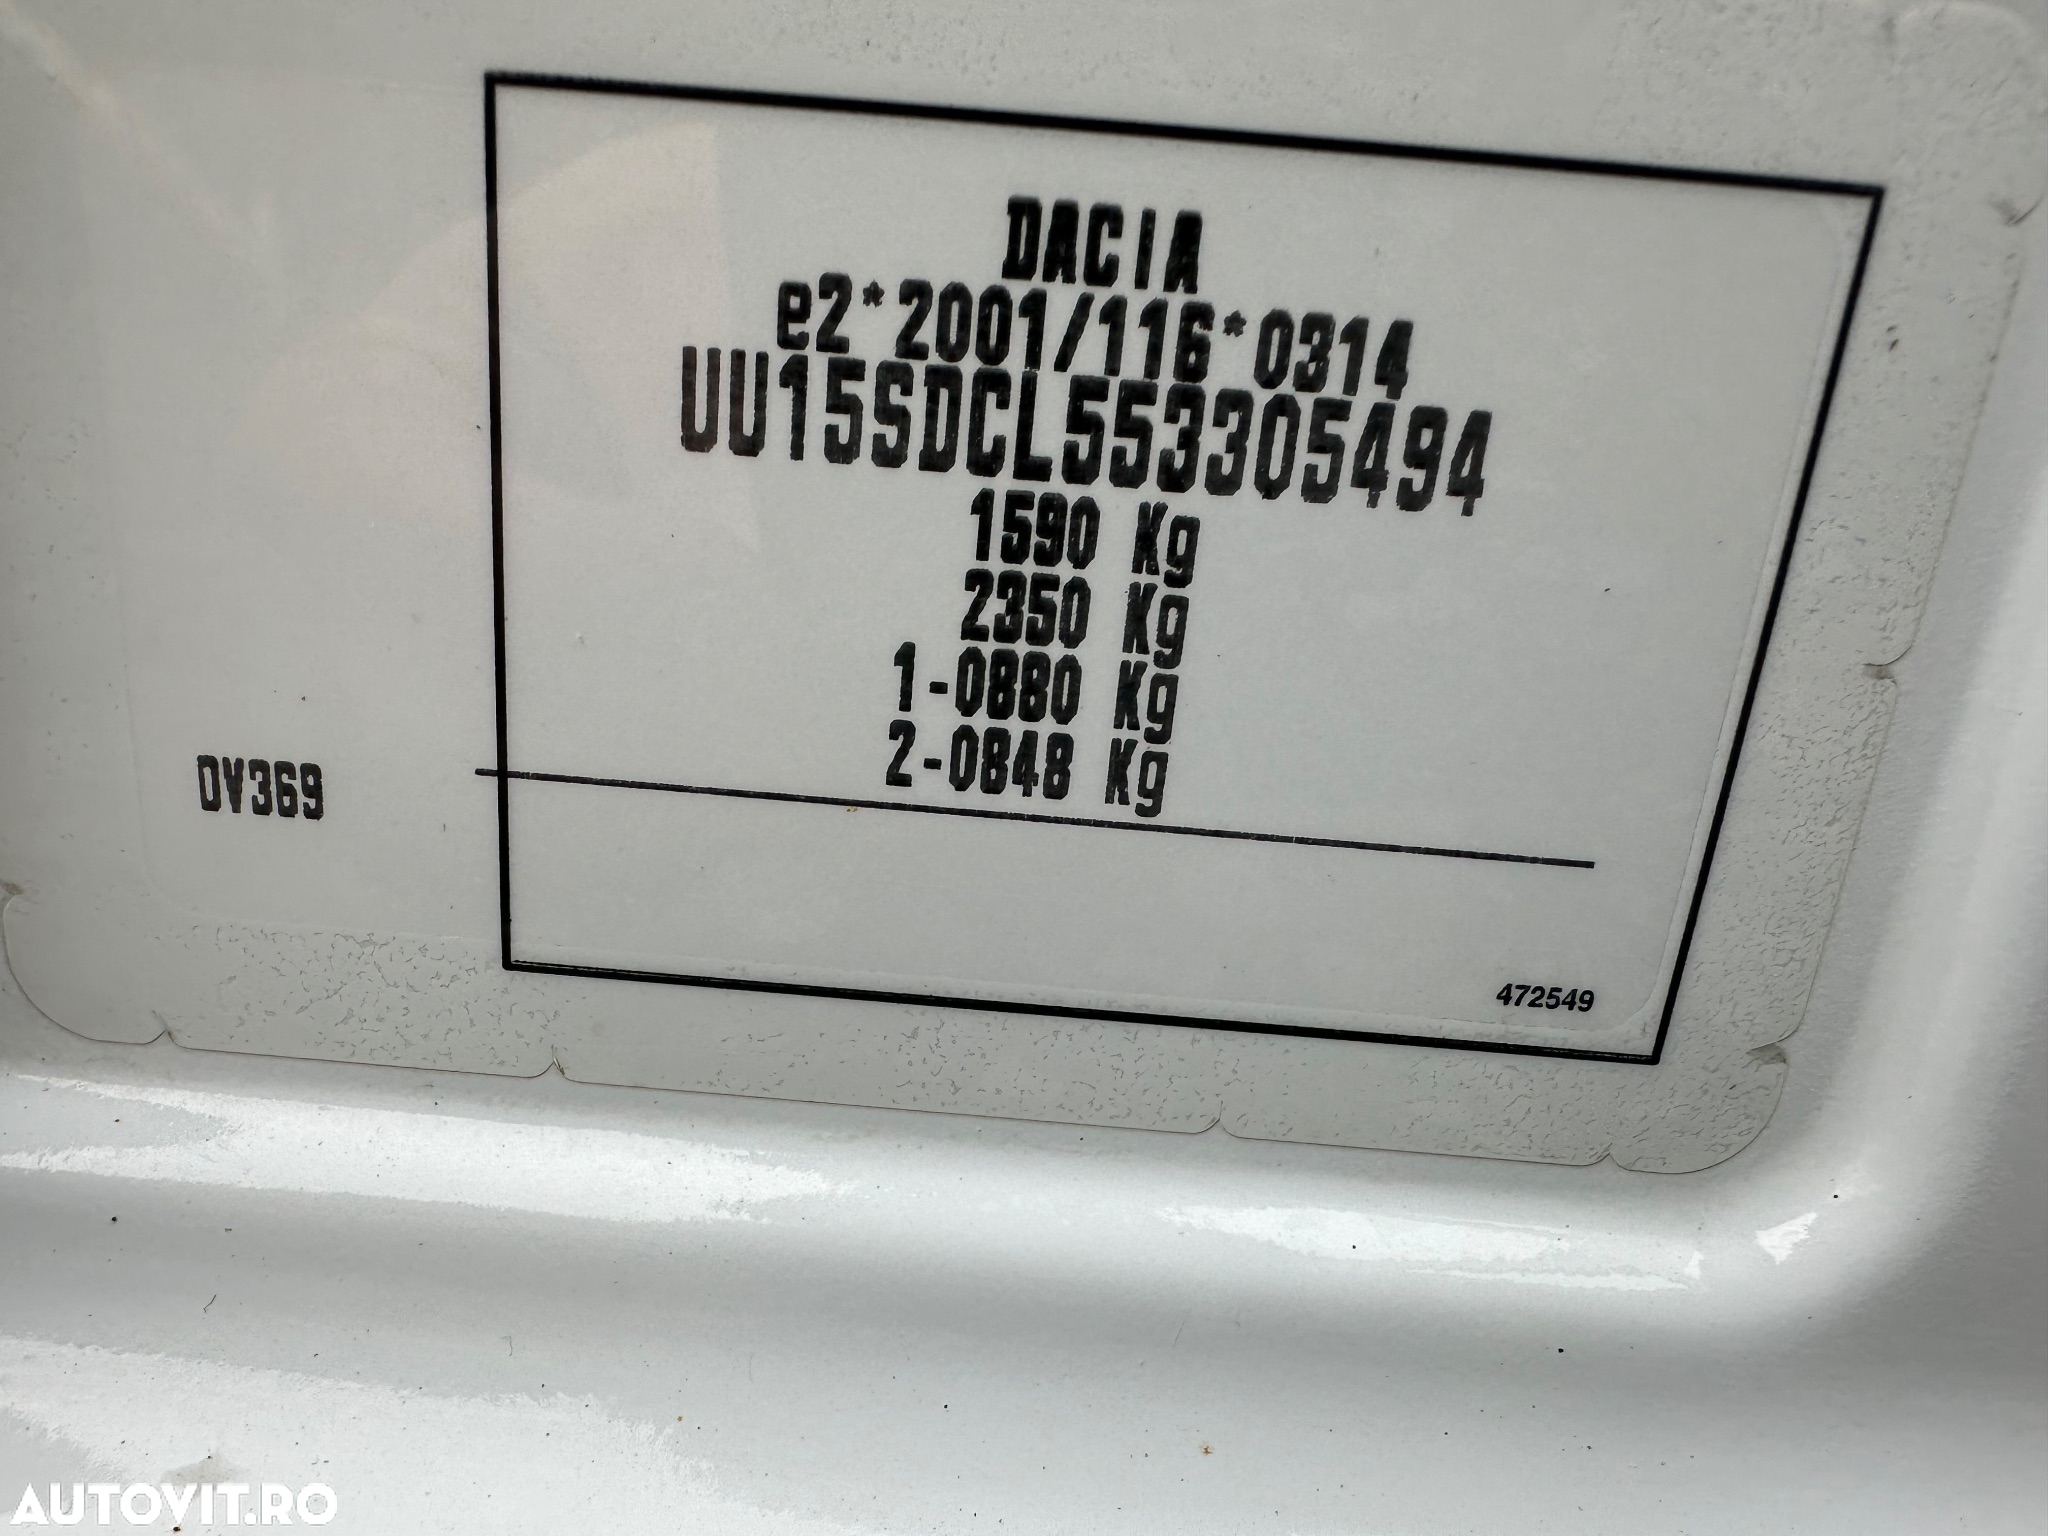 DACIA
e2*2001/116*0314
UU15SDCL553305494
1590 Kg
2350 Kg
1-0880 Kg
2-0848 Kg
DV369
472549
AUTOVIT.RO